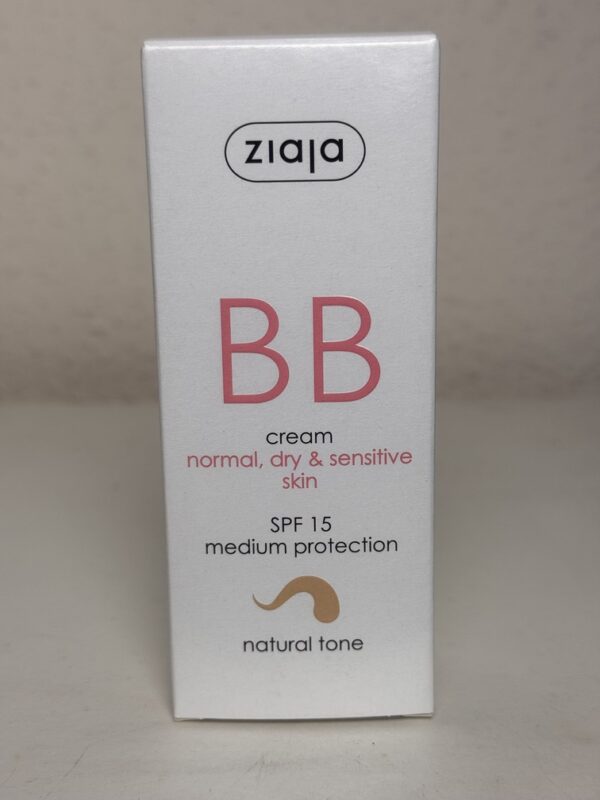 ziaja
BB
cream
normal, dry & sensitive
skin
SPF 15
medium protection
natural tone